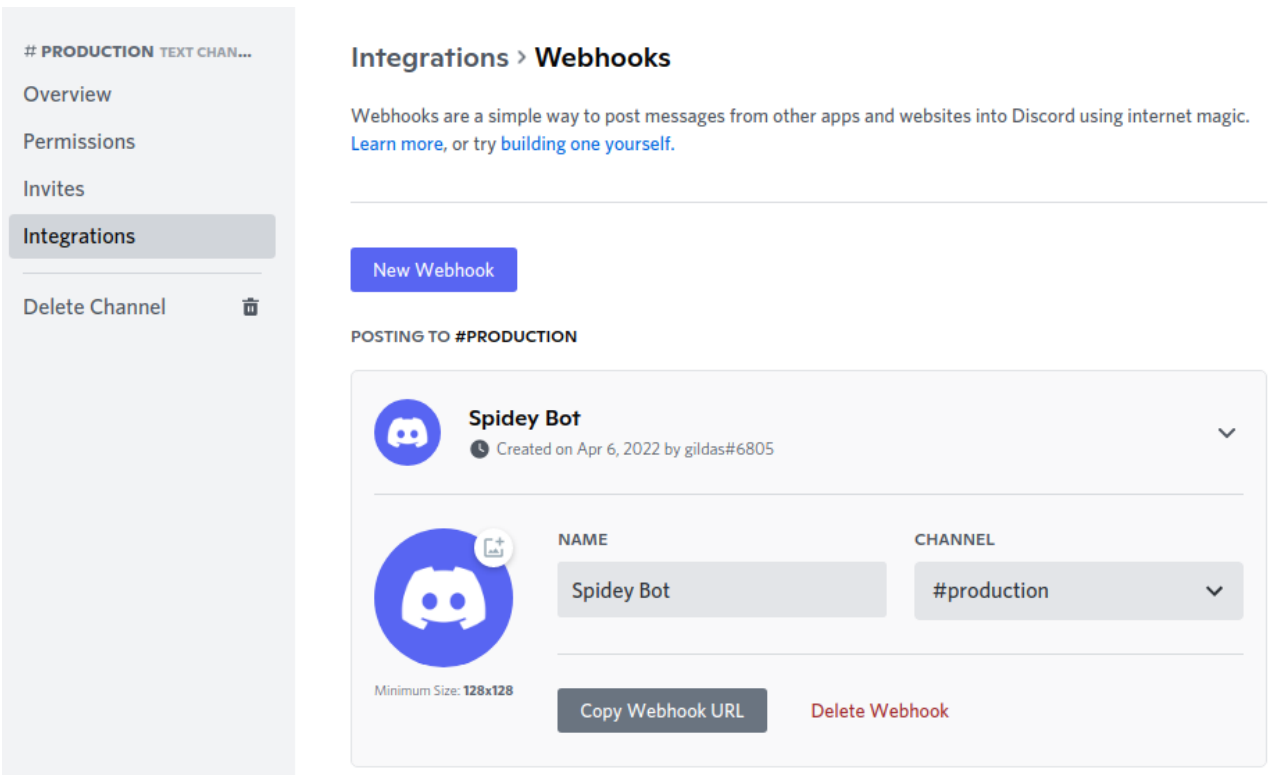 # PRODUCTION TEXT CHAN...
Overview
Permissions
Invites
Integrations
Delete Channel
Integrations > Webhooks
Webhooks are a simple way to post messages from other apps and websites into Discord using internet magic.
Learn more, or try building one yourself.
New Webhook
POSTING TO #PRODUCTION
Spidey Bot
Created on Apr 6, 2022 by gildas#6805
Minimum Size: 128x128
NAME
Spidey Bot
CHANNEL
#production
Copy Webhook URL
Delete Webhook